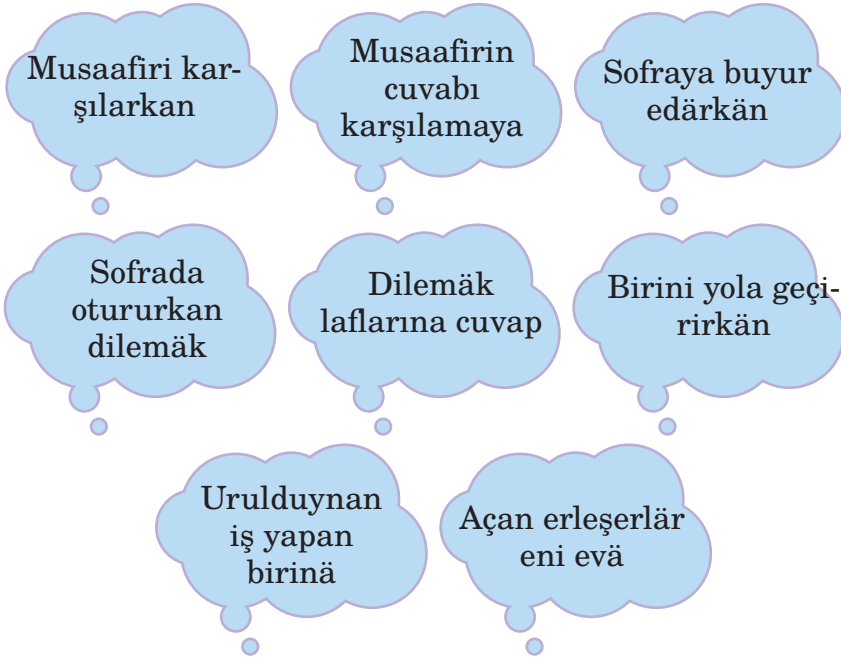 Musaafiri kar-
şılarkan
Musaafirin
cuvabı
karşılamaya
Sofraya buyur
edärkän
Sofrada
otururkan
dilemäk
Dilemäk
laflarına cuvap
Birini yola geçi-
rirkän
Urulduynan
iş yapan
birinä
Açan erleşerlär
eni evä